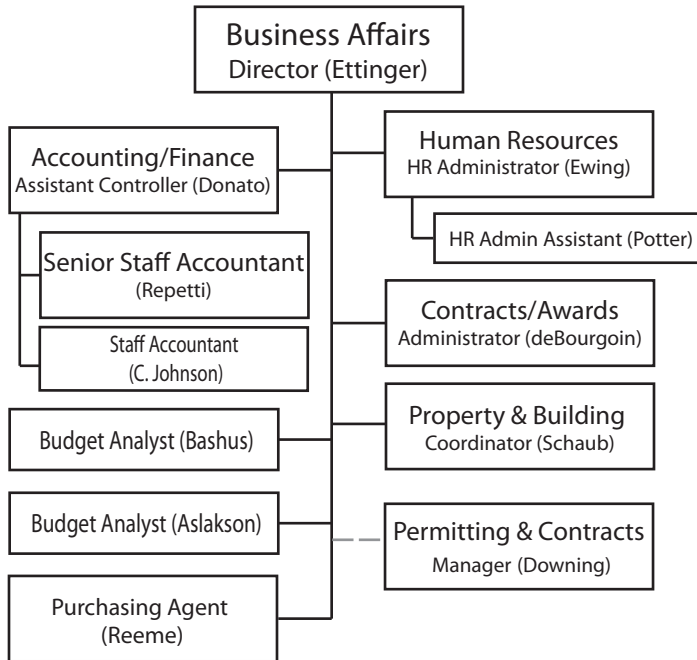 Business Affairs
Director (Ettinger)
Accounting/Finance
Assistant Controller (Donato)
Senior Staff Accountant
(Repetti)
Staff Accountant
(C. Johnson)
Budget Analyst (Bashus)
Budget Analyst (Aslakson)
Purchasing Agent
(Reeme)
Human Resources
HR Administrator (Ewing)
HR Admin Assistant (Potter)
Contracts/Awards
Administrator (deBourgoin)
Property & Building
Coordinator (Schaub)
Permitting & Contracts
Manager (Downing)